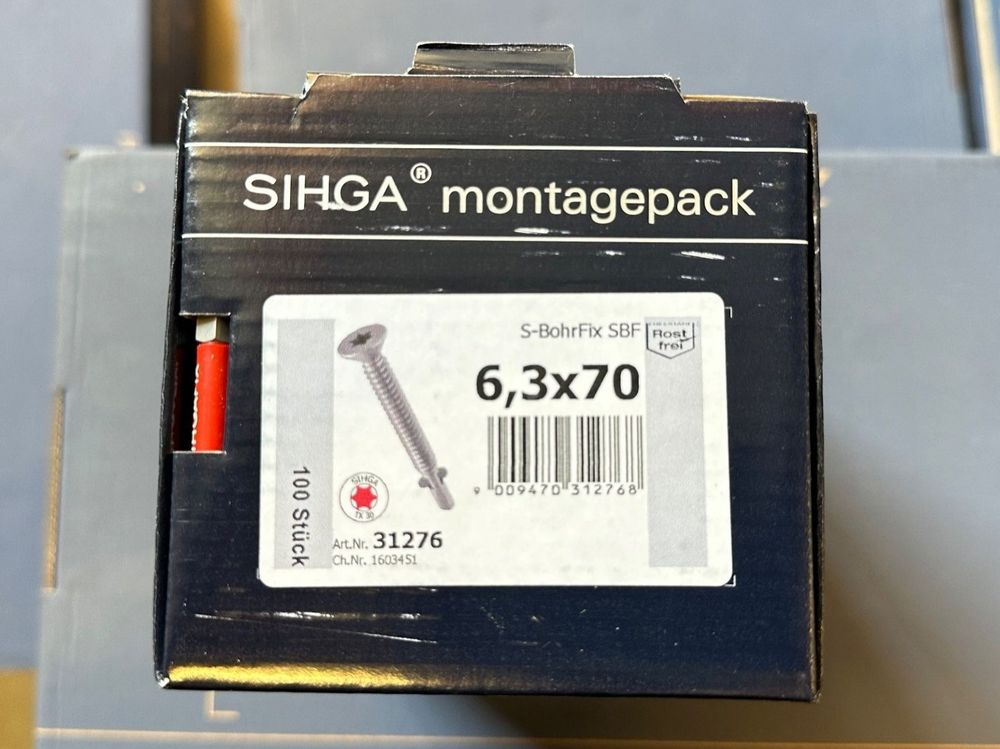 SIHGA® montagepack
S-BohrFix SBF
EDELSTAHL
Rost
frei
6,3x70
9 009470 312768
SIHGA
TX 30
100 Stück
Art.Nr. 31276
Ch.Nr. 1603451